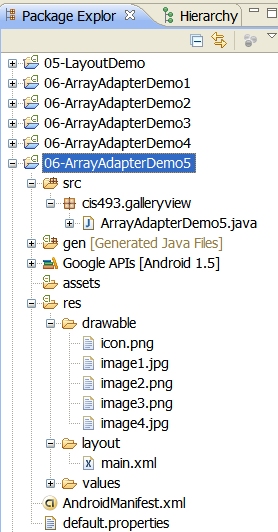 Package Explor Hierarchy
05-LayoutDemo
06-ArrayAdapterDemo1
06-ArrayAdapterDemo2
06-ArrayAdapterDemo3
06-ArrayAdapterDemo4
06-ArrayAdapterDemo5
src
cis493.galleryview
ArrayAdapterDemo5.java
gen [Generated Java Files]
Google APIs [Android 1.5]
assets
res
drawable
icon.png
image1.jpg
image2.png
image3.png
image4.jpg
layout
main.xml
values
AndroidManifest.xml
default.properties